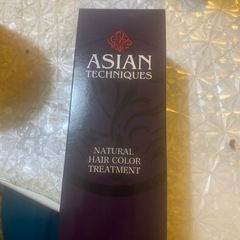 ASIAN
TECHNIQUES
NATURAL
HAIR COLOR
TREATMENT